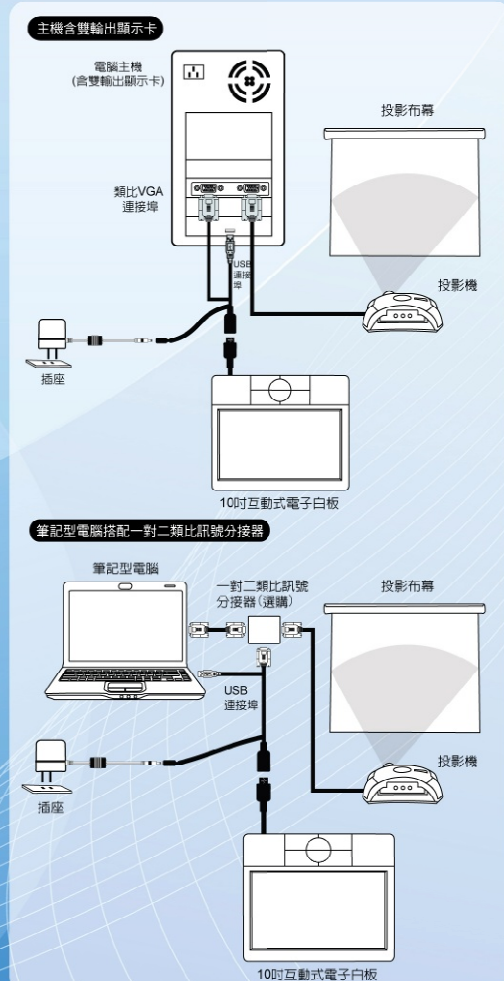 主機含雙輸出顯示卡
電腦主機
(含雙輸出顯示卡)
投影布幕
類比VGA
連接埠
USB
連接
埠
投影機
插座
10吋互動式電子白板
筆記型電腦搭配一對二類比訊號分接器
筆記型電腦
一對二類比訊號
分接器(選購)
投影布幕
USB
連接埠
投影機
插座
10吋互動式電子白板